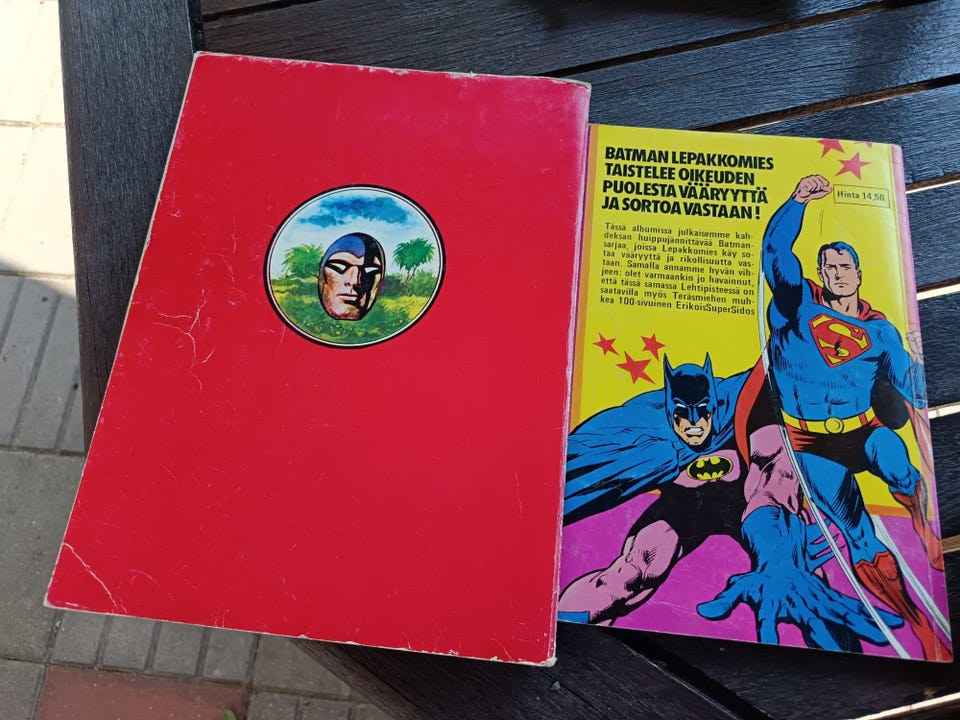 BATMAN LEPAKKOMIES
TAISTELEE OIKEUDEN
PUOLESTA VÄÄRYYTTÄ
JA SORTOA VASTAAN!
Hinta 14,50
Tässä albumissa julkaisemme kah-
deksan huippujännittävää Batman-
sarjaa, joissa Lepakkomies käy so-
taa vääryyttä ja rikollisuutta vas-
taan. Samalla annamme hyvän vih-
jeen: olet varmaankin jo havainnut,
että tässä samassa Lehtipisteessä on
saatavilla myös Teräsmiehen muh-
kea 100-sivuinen ErikoisSuperSidos
S